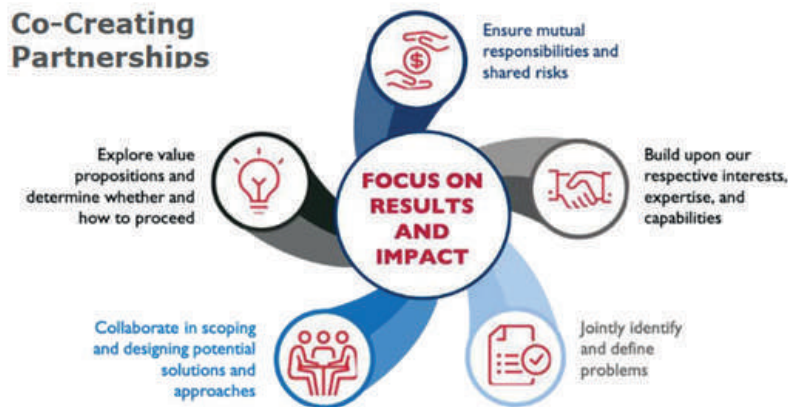 Co-Creating
Partnerships
Ensure mutual
responsibilities and
shared risks
$
Explore value
propositions and
determine whether and
how to proceed
FOCUS ON
RESULTS
AND
IMPACT
Build upon our
respective interests,
expertise, and
capabilities
Collaborate in scoping
and designing potential
solutions and
approaches
Jointly identify
and define
problems